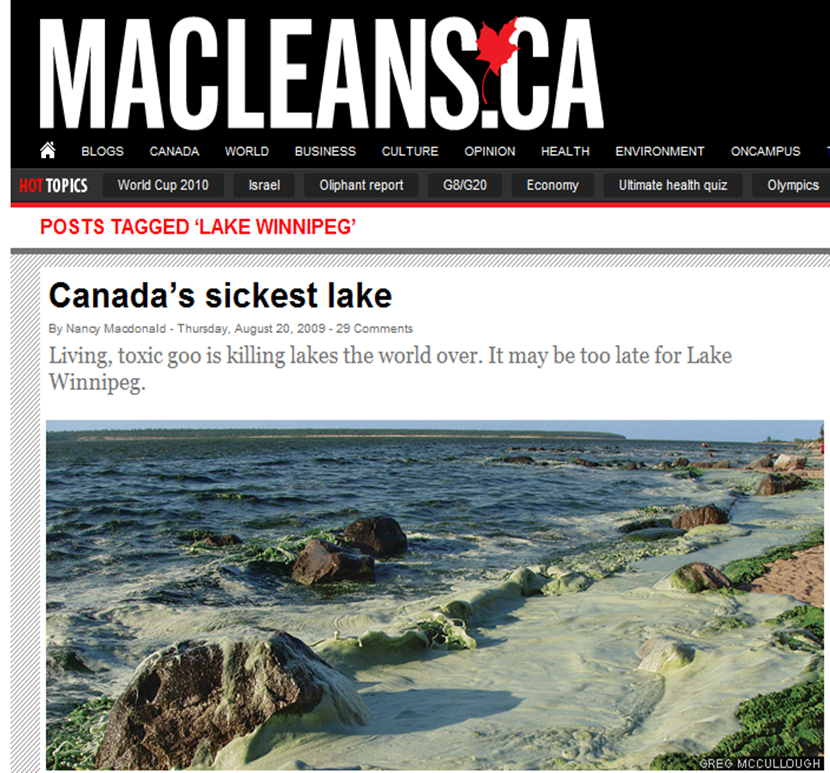 MACLEANS.CA
BLOGS CANADA WORLD BUSINESS CULTURE OPINION HEALTH ENVIRONMENT ONCAMPUS
HOT TOPICS World Cup 2010 Israel Oliphant report G8/G20 Economy Ultimate health quiz Olympics
POSTS TAGGED ‘LAKE WINNIPEG’
Canada’s sickest lake
By Nancy Macdonald - Thursday, August 20, 2009 - 29 Comments
Living, toxic goo is killing lakes the world over. It may be too late for Lake
Winnipeg.
GREG MCCULLOUGH